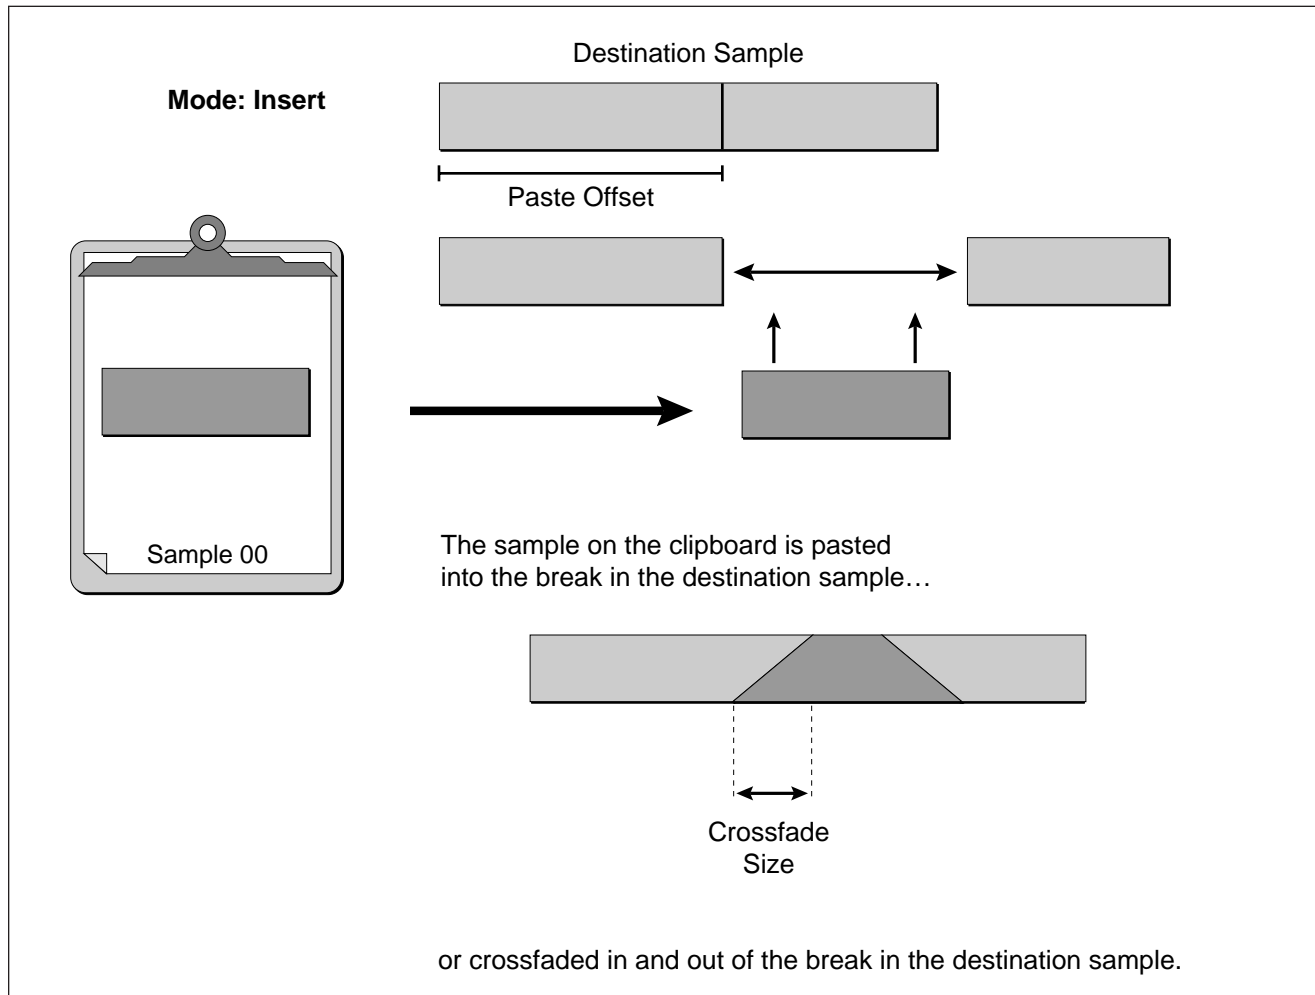 Destination Sample
Mode: Insert
Paste Offset
Sample 00
The sample on the clipboard is pasted
into the break in the destination sample…
Crossfade
Size
or crossfaded in and out of the break in the destination sample.